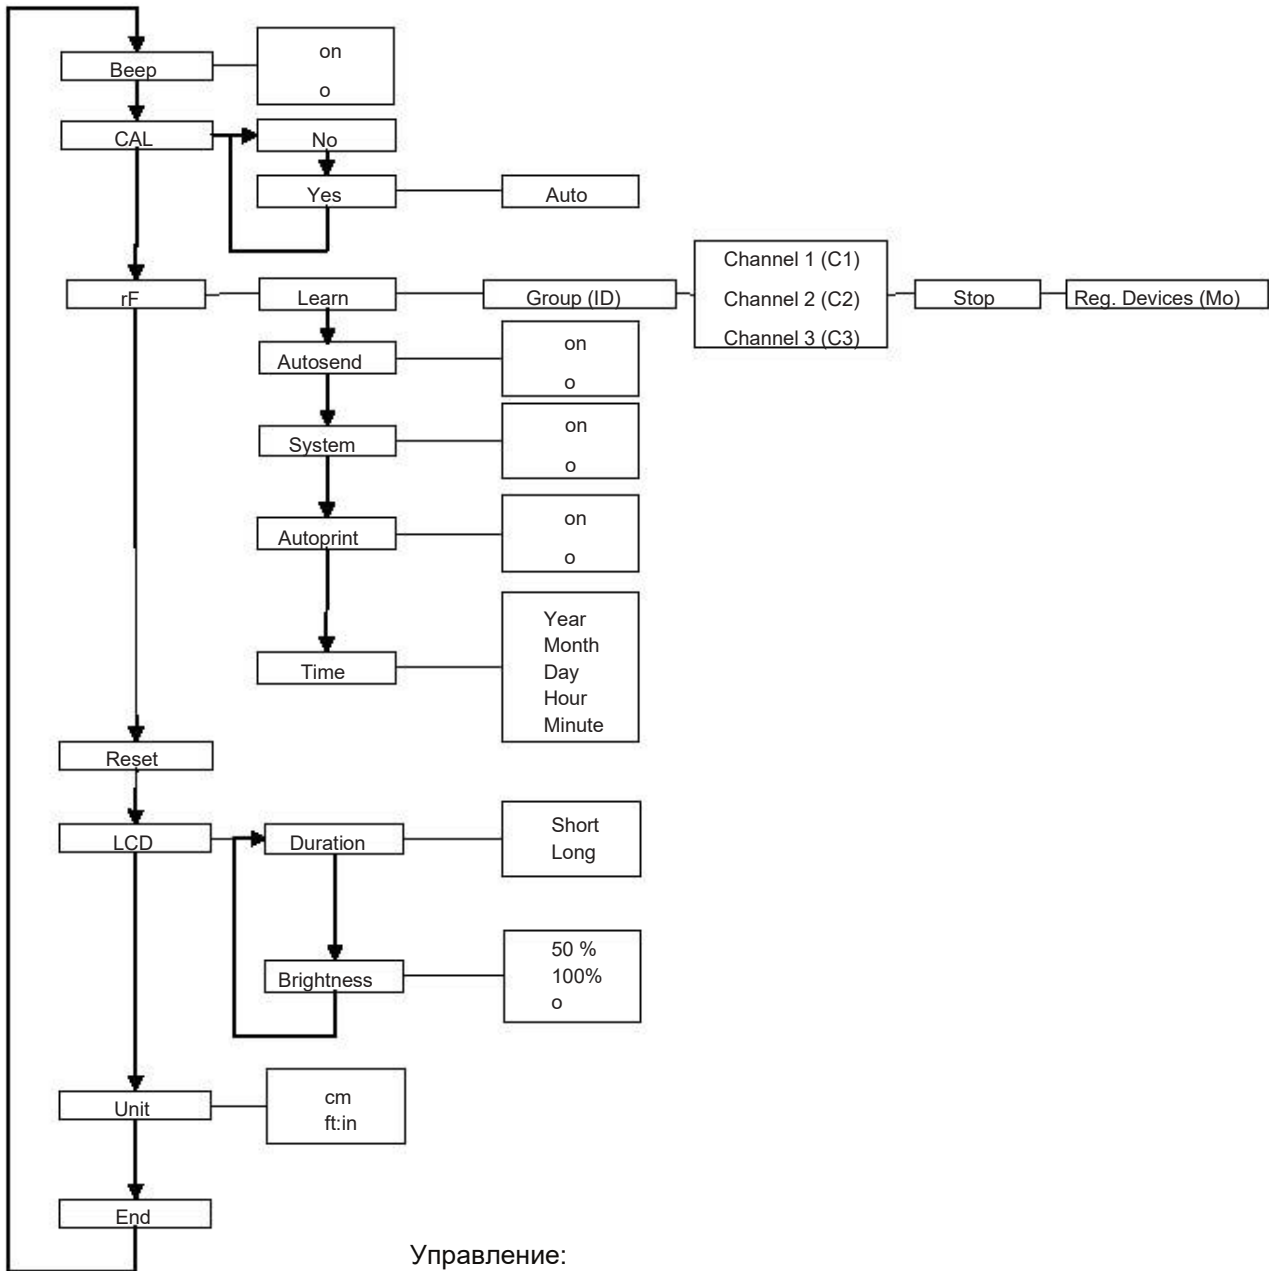 on
Beep
o
CAL
No
Yes
Auto
Channel 1 (C1)
rF
Learn
Group (ID)
Channel 2 (C2)
Stop
Reg. Devices (Mo)
Channel 3 (C3)
on
Autosend
o
on
System
o
on
Autoprint
o
Year
Month
Time
Day
Hour
Minute
Reset
Short
LCD
Duration
Long
50 %
Brightness
100%
o
cm
Unit
ft:in
End
Управление: